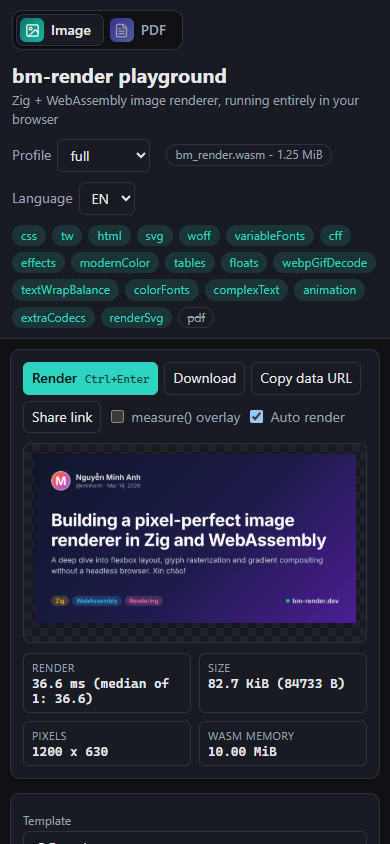 Image PDF
bm-render playground
Zig + WebAssembly image renderer, running entirely in your
browser
Profile full bm_render.wasm - 1.25 MiB
Language EN
css tw html svg woff variableFonts cff
effects modernColor tables floats webpGifDecode
textWrapBalance colorFonts complexText animation
extraCodecs renderSvg pdf
Render Ctrl+Enter Download Copy data URL
Share link measure() overlay Auto render
M Nguyễn Minh Anh
@minhanh · Mar 14, 2026
Building a pixel-perfect image
renderer in Zig and WebAssembly
A deep dive into flexbox layout, glyph rasterization and gradient compositing
without a headless browser. Xin chào!
Zig WebAssembly Rendering bm-render.dev
RENDER
36.6 ms (median of
1: 36.6)
SIZE
82.7 KiB (84733 B)
PIXELS
1200 x 630
WASM MEMORY
10.00 MiB
Template